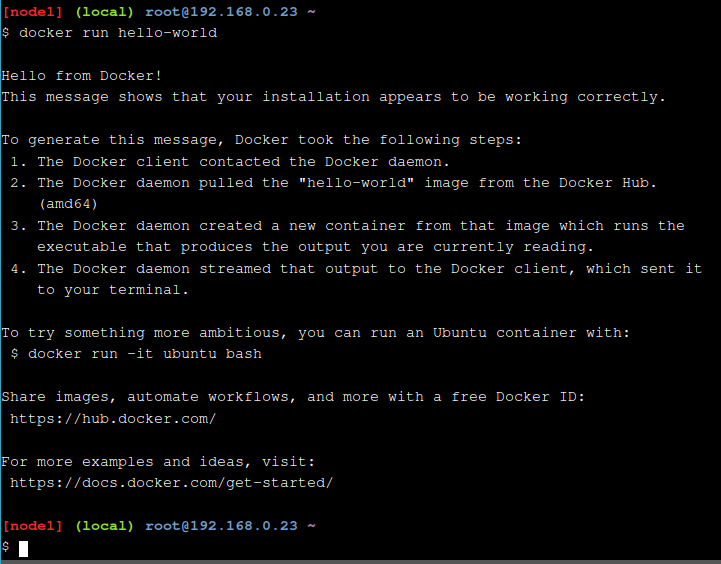 [node1] (local) root@192.168.0.23 ~
$ docker run hello-world

Hello from Docker!
This message shows that your installation appears to be working correctly.

To generate this message, Docker took the following steps:
 1. The Docker client contacted the Docker daemon.
 2. The Docker daemon pulled the "hello-world" image from the Docker Hub.
    (amd64)
 3. The Docker daemon created a new container from that image which runs the
    executable that produces the output you are currently reading.
 4. The Docker daemon streamed that output to the Docker client, which sent it
    to your terminal.

To try something more ambitious, you can run an Ubuntu container with:
 $ docker run -it ubuntu bash

Share images, automate workflows, and more with a free Docker ID:
 https://hub.docker.com/

For more examples and ideas, visit:
 https://docs.docker.com/get-started/

[node1] (local) root@192.168.0.23 ~
$